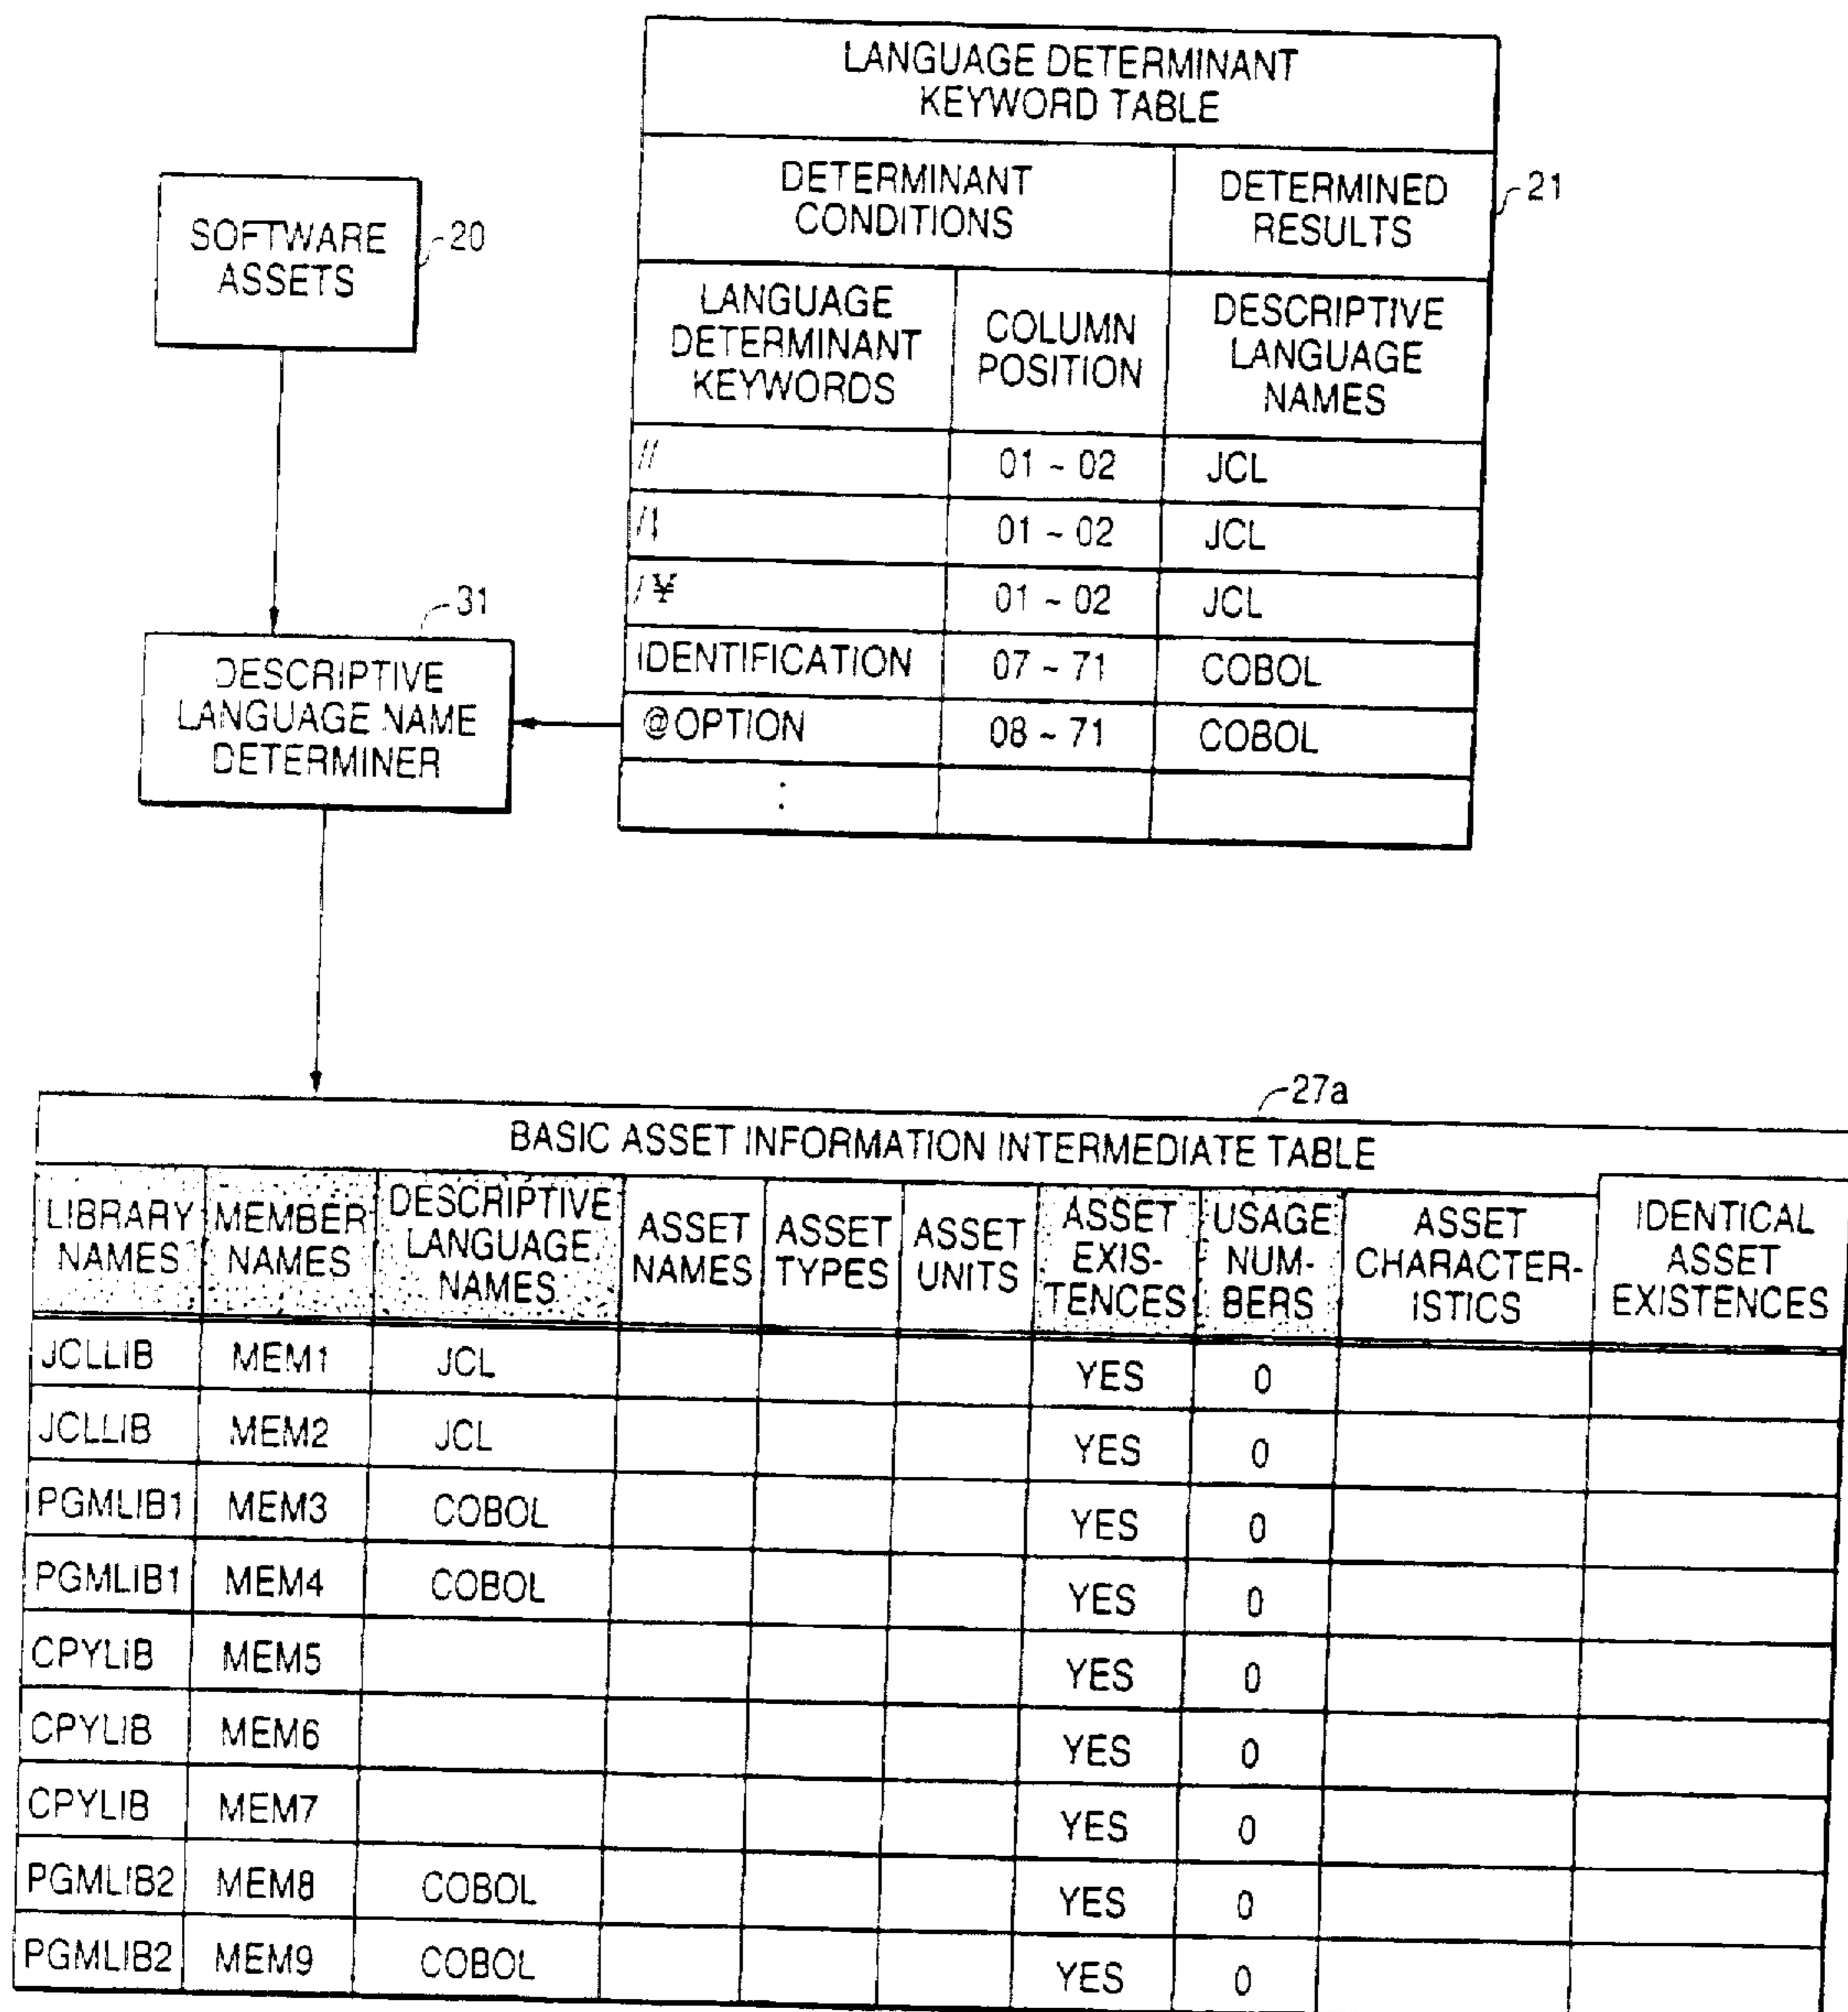 LANGUAGE DETERMINANT
KEYWORD TABLE
DETERMINANT
CONDITIONS
DETERMINED
RESULTS
21
LANGUAGE
DETERMINANT
KEYWORDS
COLUMN
POSITION
DESCRIPTIVE
LANGUAGE
NAMES
// 01 ~ 02 JCL
01 ~ 02 JCL
/¥ 01 ~ 02 JCL
IDENTIFICATION 07 ~ 71 COBOL
@OPTION 08 ~ 71 COBOL
:
SOFTWARE
ASSETS
20
31
DESCRIPTIVE
LANGUAGE NAME
DETERMINER
27a
BASIC ASSET INFORMATION INTERMEDIATE TABLE
LIBRARY
NAMES
MEMBER
NAMES
DESCRIPTIVE
LANGUAGE
NAMES
ASSET
NAMES
ASSET
TYPES
ASSET
UNITS
ASSET
EXIS-
TENCES
USAGE
NUM-
BERS
ASSET
CHARACTER-
ISTICS
IDENTICAL
ASSET
EXISTENCES
JCLLIB MEM1 JCL YES 0
JCLLIB MEM2 JCL YES 0
PGMLIB1 MEM3 COBOL YES 0
PGMLIB1 MEM4 COBOL YES 0
CPYLIB MEM5 YES 0
CPYLIB MEM6 YES 0
CPYLIB MEM7 YES 0
PGMLIB2 MEM8 COBOL YES 0
PGMLIB2 MEM9 COBOL YES 0